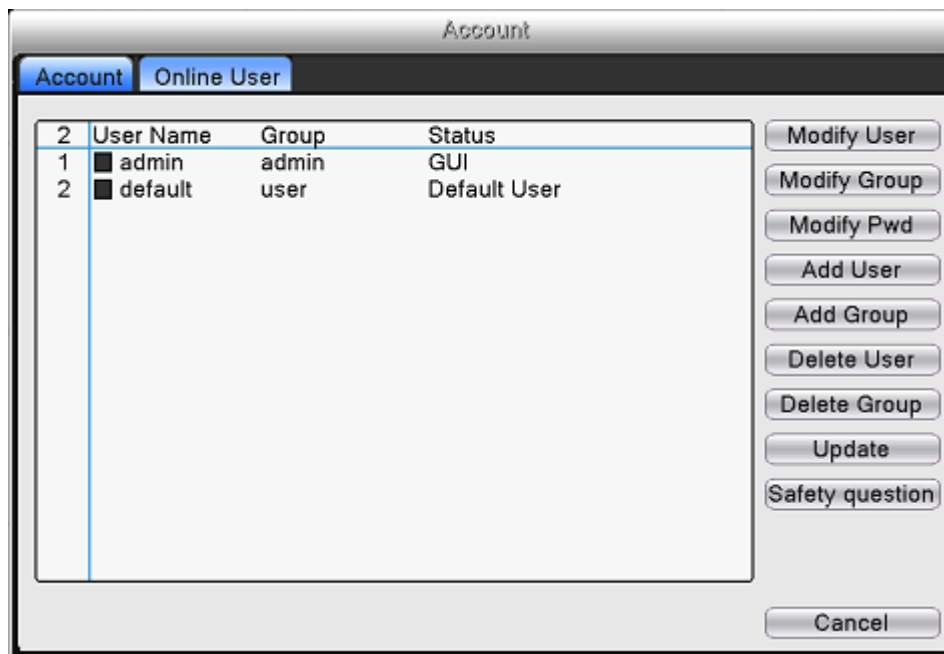 Account
Account Online User
2 User Name Group Status
1 admin admin GUI
2 default user Default User
Modify User
Modify Group
Modify Pwd
Add User
Add Group
Delete User
Delete Group
Update
Safety question
Cancel